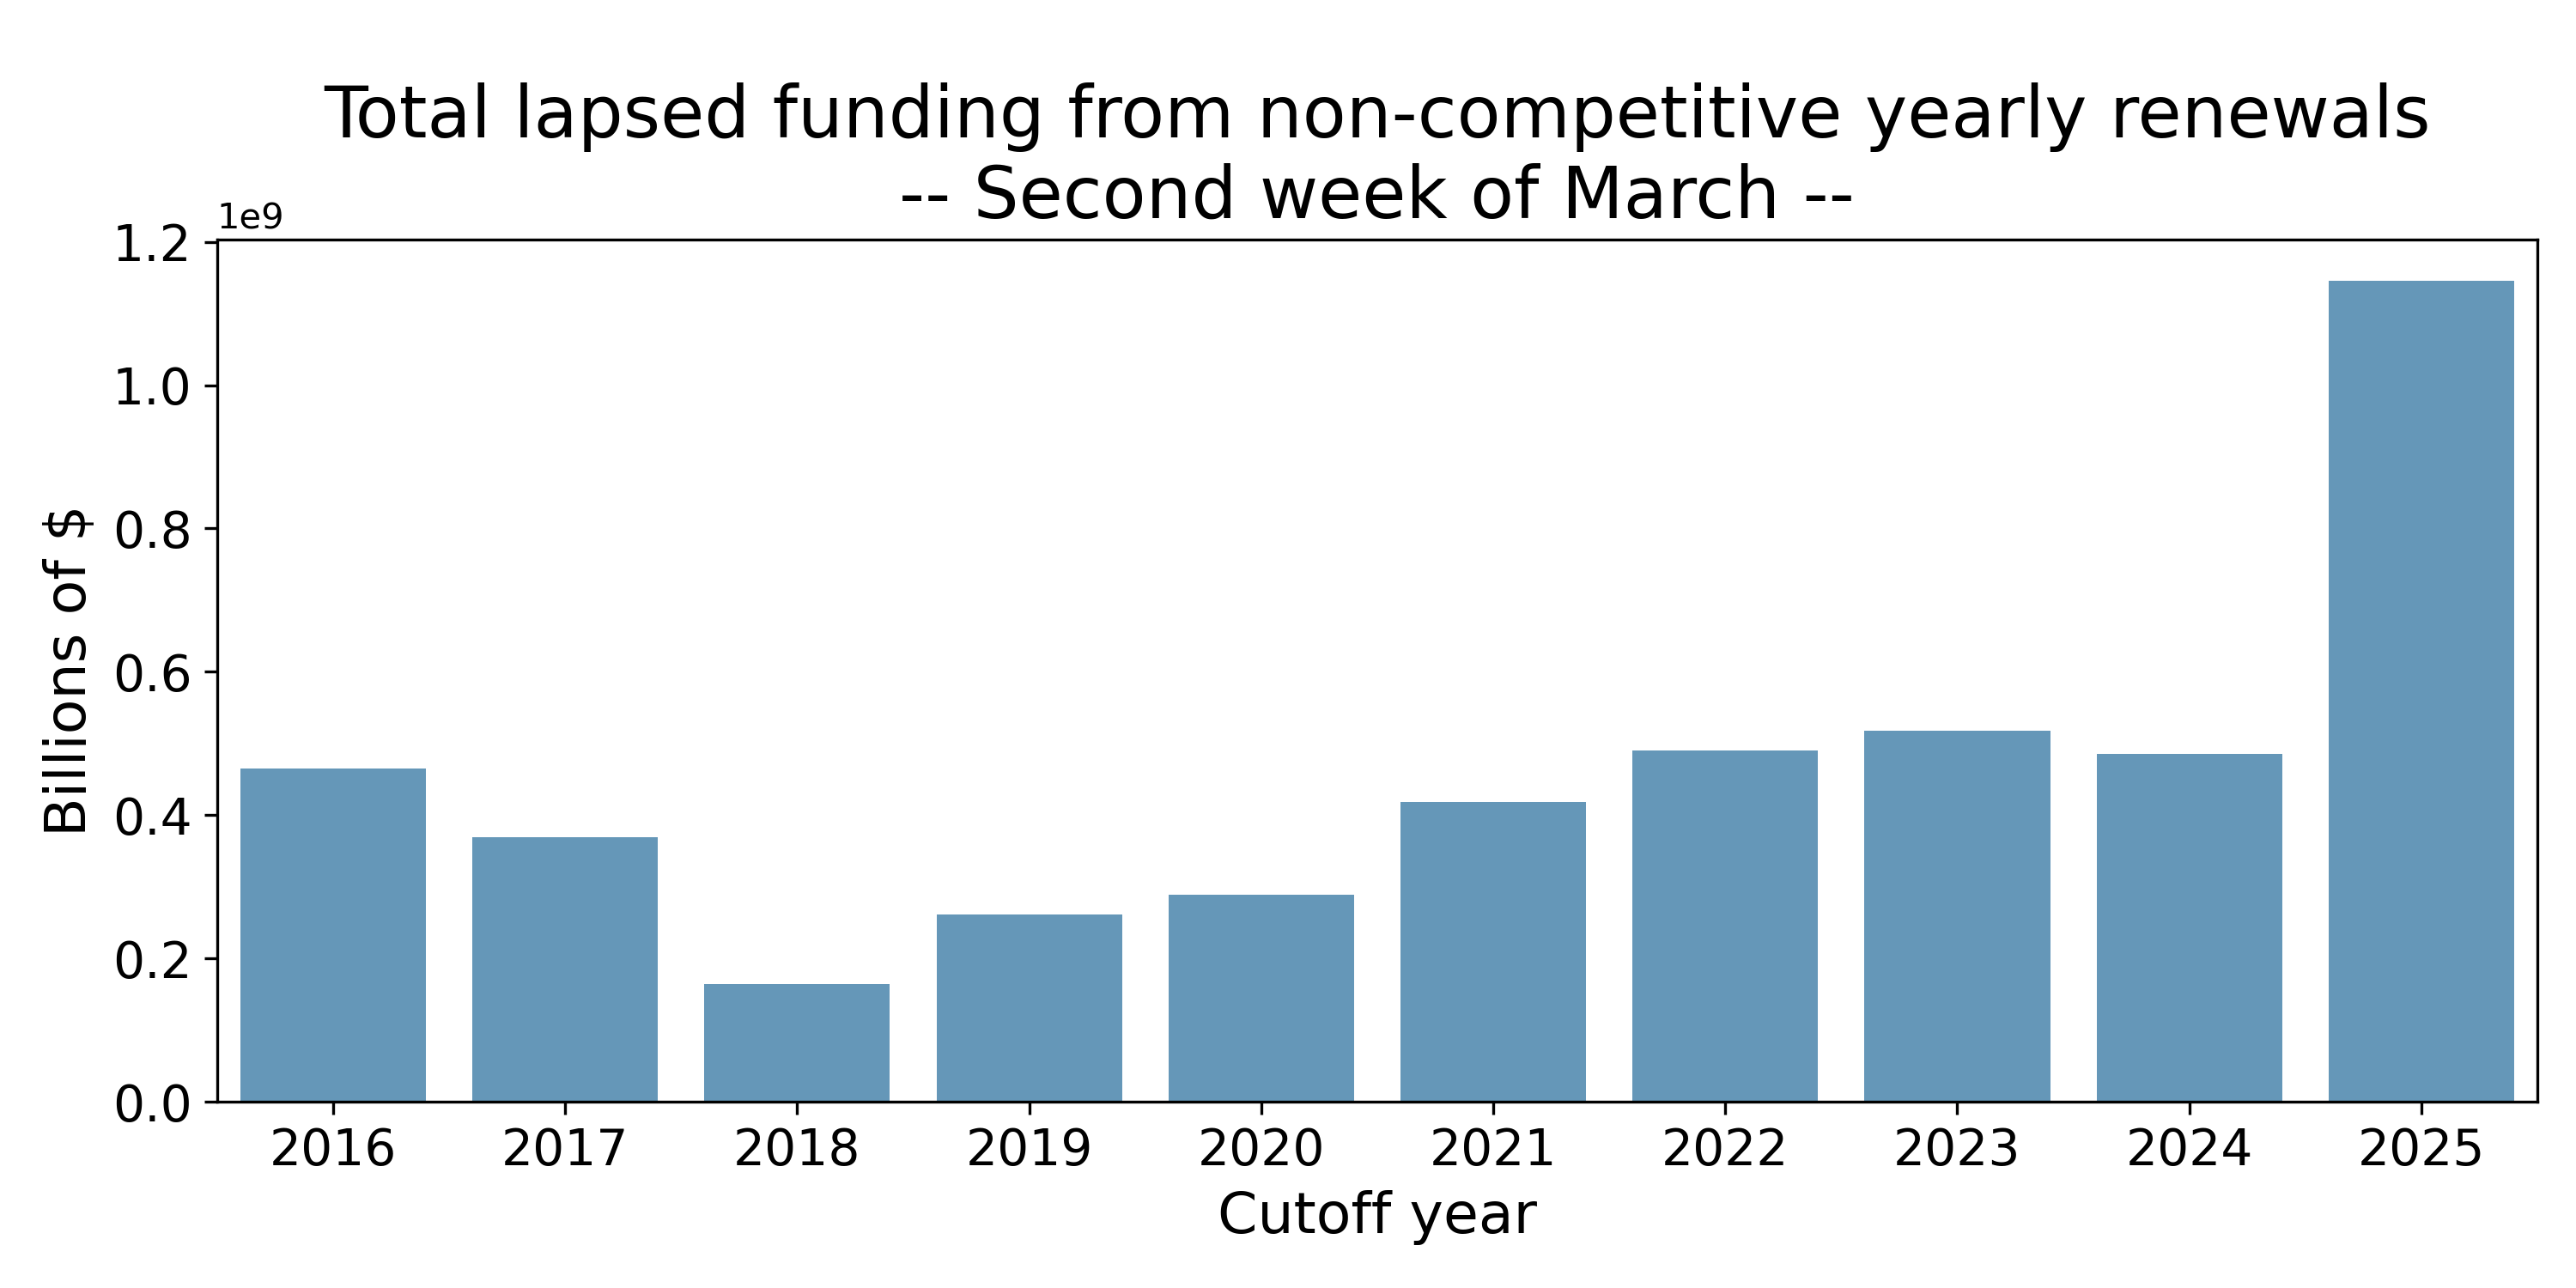 Total lapsed funding from non-competitive yearly renewals
-- Second week of March --
1e9
1.2
1.0
0.8
0.6
0.4
0.2
0.0
Billions of $
2016 2017 2018 2019 2020 2021 2022 2023 2024 2025
Cutoff year